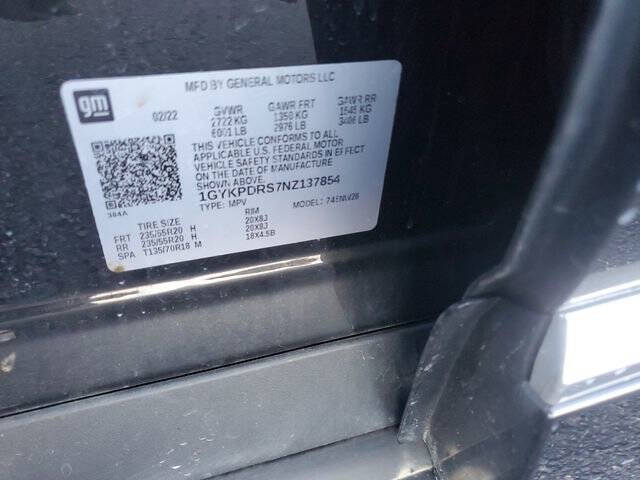 gm
MFD BY GENERAL MOTORS LLC
02/22 GVWR GAWR FRT GAWR RR
2722 KG 1350 KG 1545 KG
6001 LB 2976 LB 3406 LB
THIS VEHICLE CONFORMS TO ALL
APPLICABLE U.S. FEDERAL MOTOR
VEHICLE SAFETY STANDARDS IN EFFECT
ON THE DATE OF MANUFACTURE
SHOWN ABOVE.
1GYKPDRS7NZ137854
384A
TYPE: MPV MODEL:
TIRE SIZE RIM
FRT 235/55R20 H 20X8J
RR 235/55R20 H 20X8J
SPA T135/70R18 M 18X4.5B